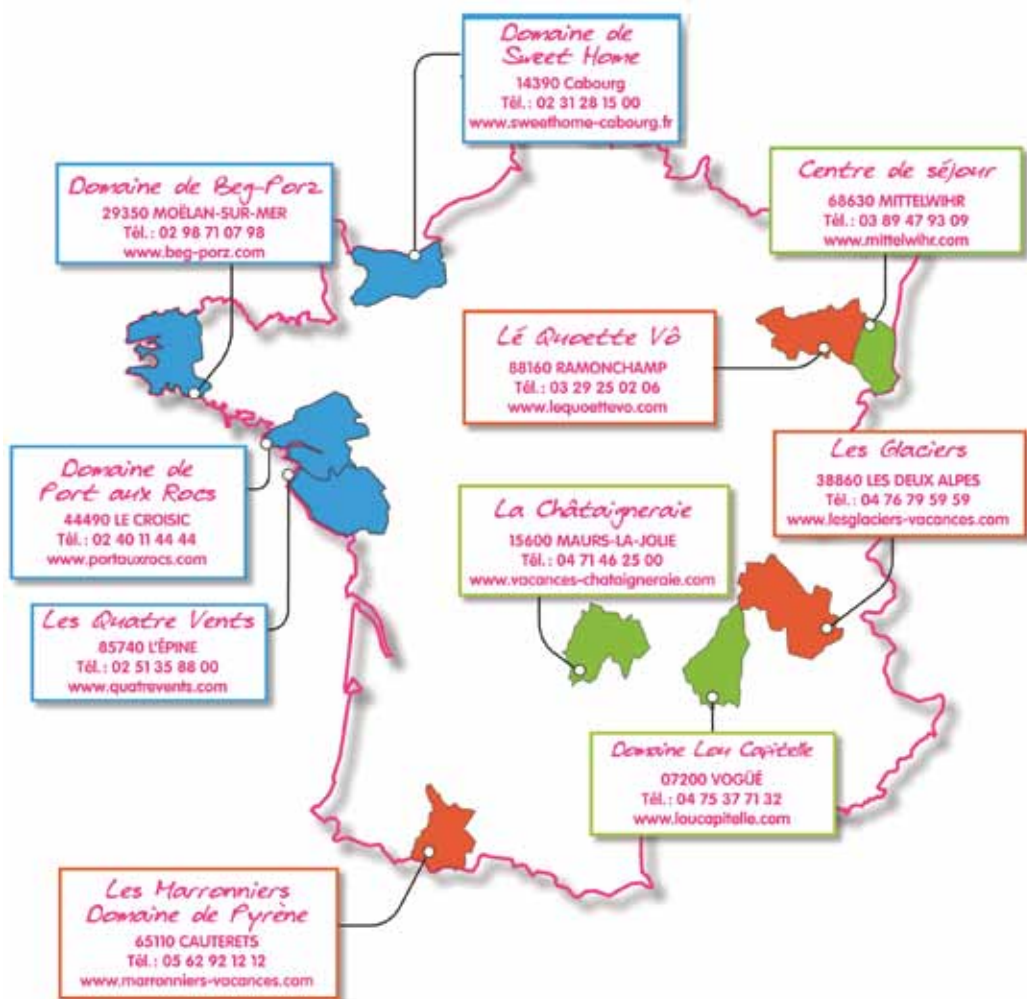 Domaine de
Sweet Home
14390 Cabourg
Tél. : 02 31 28 15 00
www.sweethome-cabourg.fr
Domaine de Beg-Porz
29350 MOËLAN-SUR-MER
Tél. : 02 98 71 07 98
www.beg-porz.com
Centre de séjour
68630 MITTELWIHR
Tél. : 03 89 47 93 09
www.mittelwihr.com
Lé Quoette Vô
88160 RAMONCHAMP
Tél. : 03 29 25 02 06
www.lequoettevo.com
Domaine de
Port aux Rocs
44490 LE CROISIC
Tél. : 02 40 11 44 44
www.portauxrocs.com
Les Glaciers
38860 LES DEUX ALPES
Tél. : 04 76 79 59 59
www.lesglaciers-vacances.com
La Châtaigneraie
15600 MAURS-LA-JOLIE
Tél. : 04 71 46 25 00
www.vacances-chataigneraie.com
Les Quatre Vents
85740 L'ÉPINE
Tél. : 02 51 35 88 00
www.quatrevents.com
Domaine Lou Capitelle
07200 VOGÜÉ
Tél. : 04 75 37 71 32
www.loucapitelle.com
Les Marronniers
Domaine de Pyrène
65110 CAUTERETS
Tél. : 05 62 92 12 12
www.marronniers-vacances.com